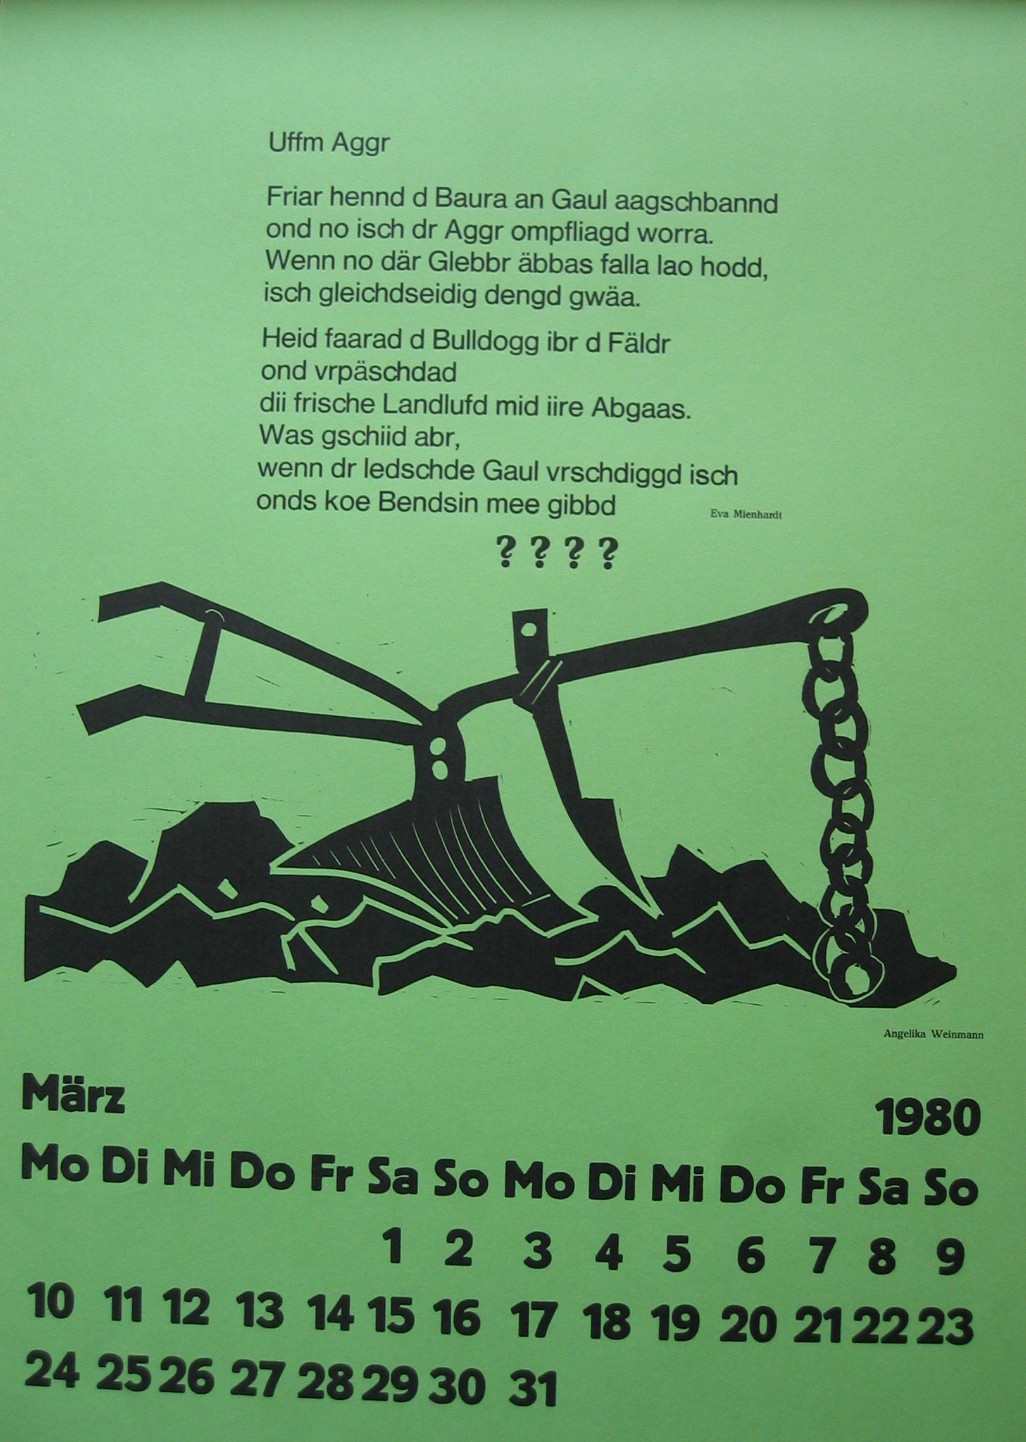 Uffm Aggr
Friar hennd d Baura an Gaul aagschbannd
ond no isch dr Aggr ompfliagd worra.
Wenn no där Glebbr äbbas falla lao hodd,
isch gleichdseidig dengd gwäa.
Heid faarad d Bulldogg ibr d Fäldr
ond vrpäschdad
dii frische Landlufd mid iire Abgaas.
Was gschiid abr,
wenn dr ledschde Gaul vrschdiggd isch
onds koe Bendsin mee gibbd
Eva Mienhardt
? ? ? ?
Angelika Weinmann
März 1980
Mo Di Mi Do Fr Sa So Mo Di Mi Do Fr Sa So
1 2 3 4 5 6 7 8 9
10 11 12 13 14 15 16 17 18 19 20 21 22 23
24 25 26 27 28 29 30 31